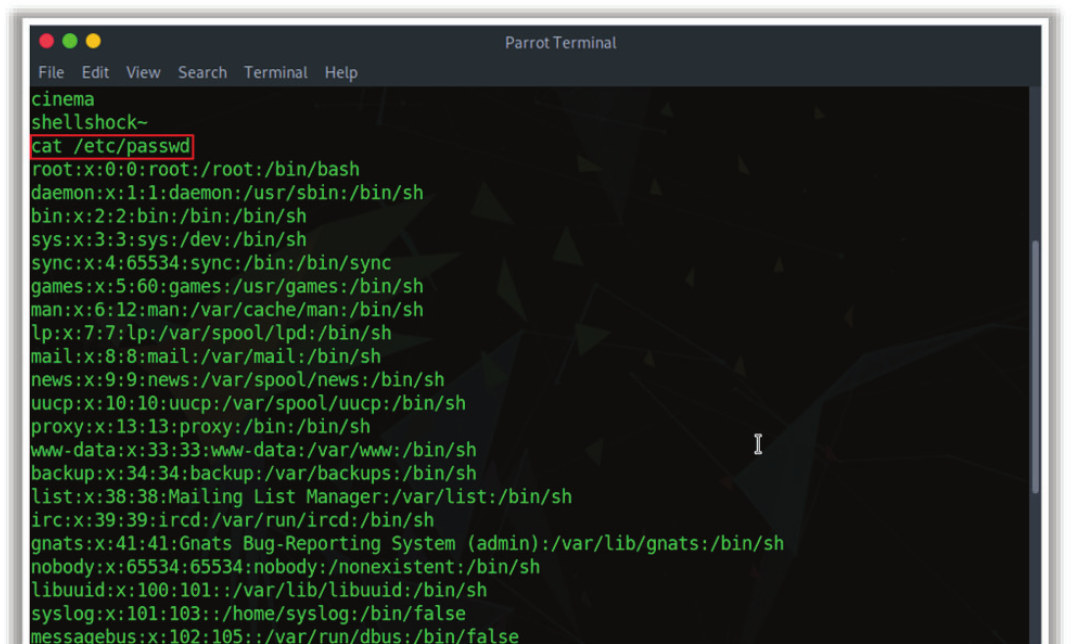 Parrot Terminal
File Edit View Search Terminal Help
cinema
shellshock~
cat /etc/passwd
root:x:0:0:root:/root:/bin/bash
daemon:x:1:1:daemon:/usr/sbin:/bin/sh
bin:x:2:2:bin:/bin:/bin/sh
sys:x:3:3:sys:/dev:/bin/sh
sync:x:4:65534:sync:/bin:/bin/sync
games:x:5:60:games:/usr/games:/bin/sh
man:x:6:12:man:/var/cache/man:/bin/sh
lp:x:7:7:lp:/var/spool/lpd:/bin/sh
mail:x:8:8:mail:/var/mail:/bin/sh
news:x:9:9:news:/var/spool/news:/bin/sh
uucp:x:10:10:uucp:/var/spool/uucp:/bin/sh
proxy:x:13:13:proxy:/bin:/bin/sh
www-data:x:33:33:www-data:/var/www:/bin/sh
backup:x:34:34:backup:/var/backups:/bin/sh
list:x:38:38:Mailing List Manager:/var/list:/bin/sh
irc:x:39:39:ircd:/var/run/ircd:/bin/sh
gnats:x:41:41:Gnats Bug-Reporting System (admin):/var/lib/gnats:/bin/sh
nobody:x:65534:65534:nobody:/nonexistent:/bin/sh
libuuid:x:100:101::/var/lib/libuuid:/bin/sh
syslog:x:101:103::/home/syslog:/bin/false
messagebus:x:102:105::/var/run/dbus:/bin/false